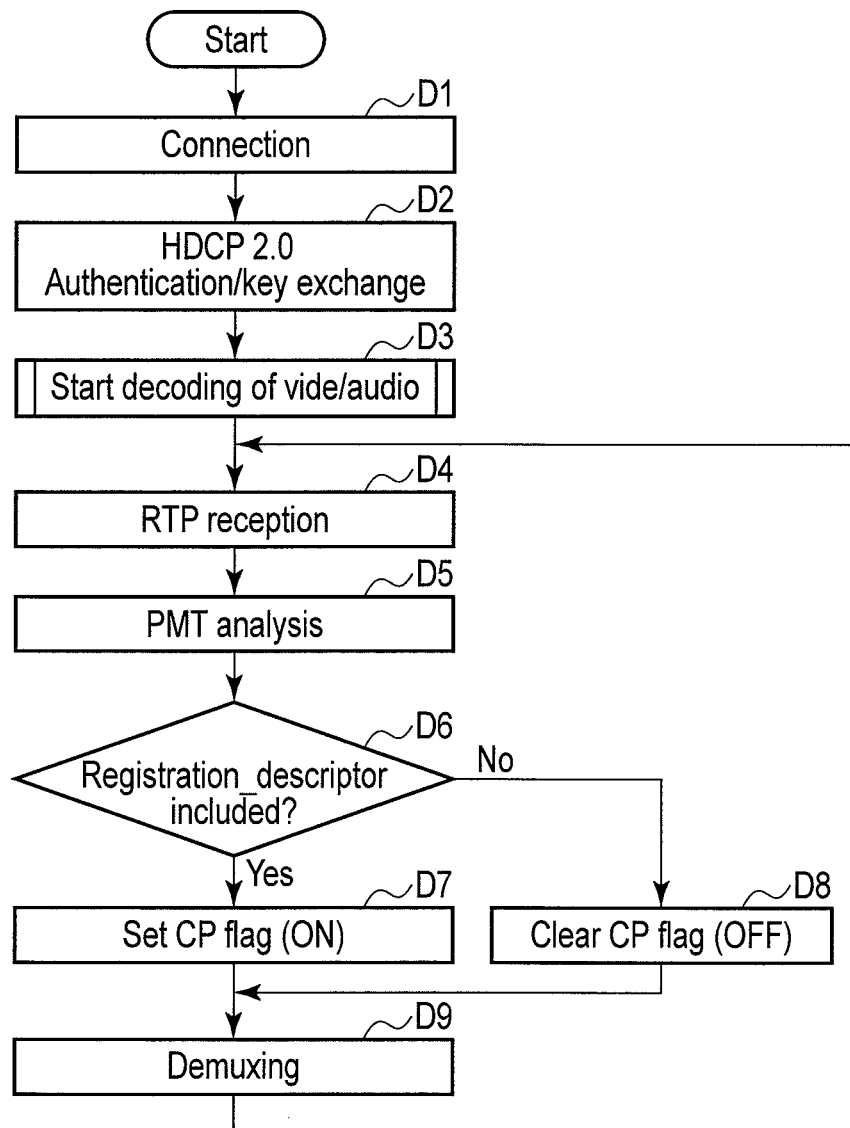 Start
D1
Connection
D2
HDCP 2.0
Authentication/key exchange
D3
Start decoding of vide/audio
D4
RTP reception
D5
PMT analysis
D6
Registration_descriptor
included?
No
Yes
D7
Set CP flag (ON)
D8
Clear CP flag (OFF)
D9
Demuxing